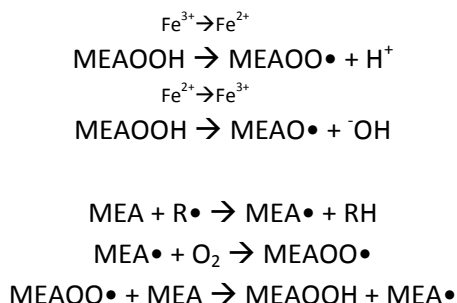 Fe³⁺→Fe²⁺
MEAOOH → MEAOO• + H⁺
Fe²⁺→Fe³⁺
MEAOOH → MEAO• + ⁻OH
MEA + R• → MEA• + RH
MEA• + O₂ → MEAOO•
MEAOO• + MEA → MEAOOH + MEA•